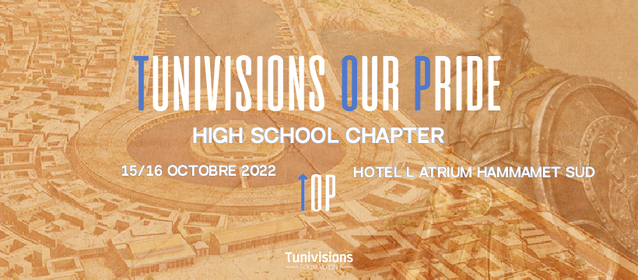 TUNIVISIONS OUR PRIDE
HIGH SCHOOL CHAPTER
15/16 OCTOBRE 2022
HOTEL L ATRIUM HAMMAMET SUD
TOP
Tunivisions